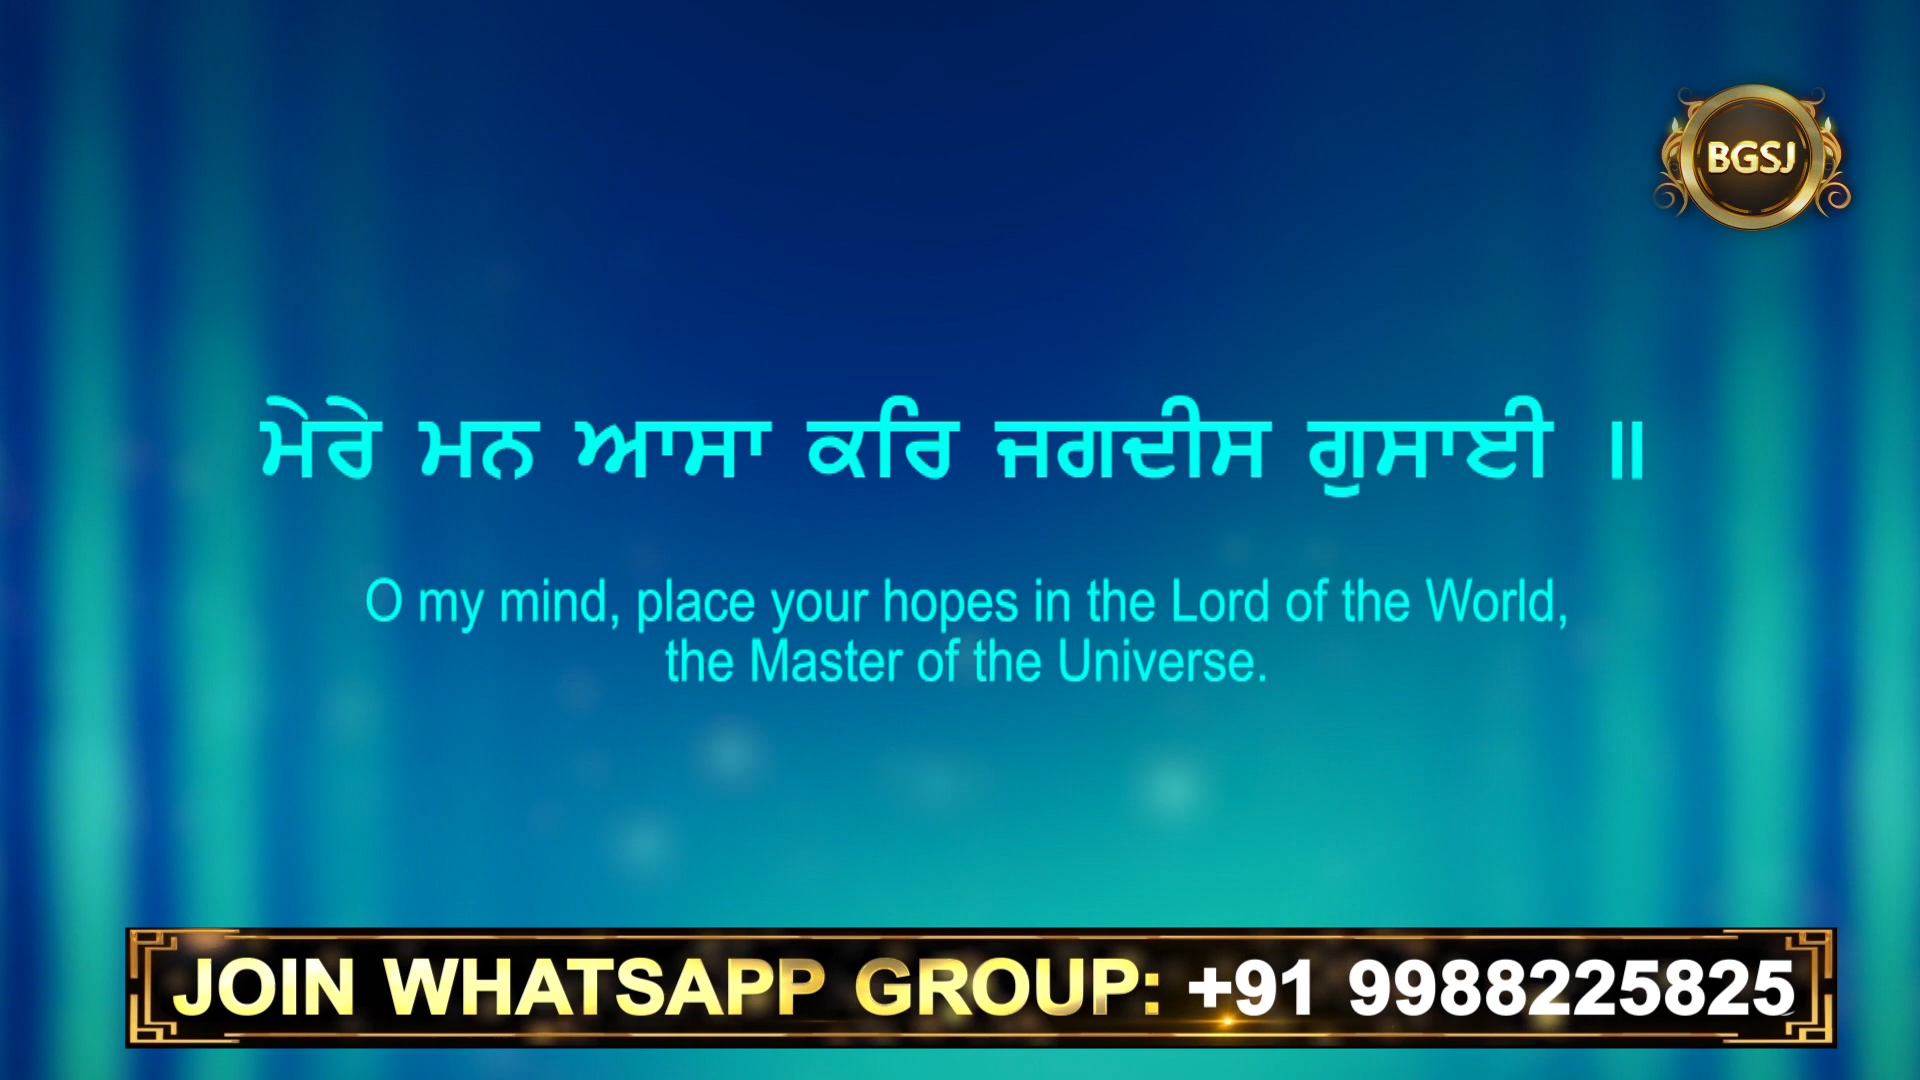 BGSJ
ਮੇਰੇ ਮਨ ਆਸਾ ਕਰਿ ਜਗਦੀਸ ਗੁਸਾਈ ॥
O my mind, place your hopes in the Lord of the World,
the Master of the Universe.
JOIN WHATSAPP GROUP: +91 9988225825